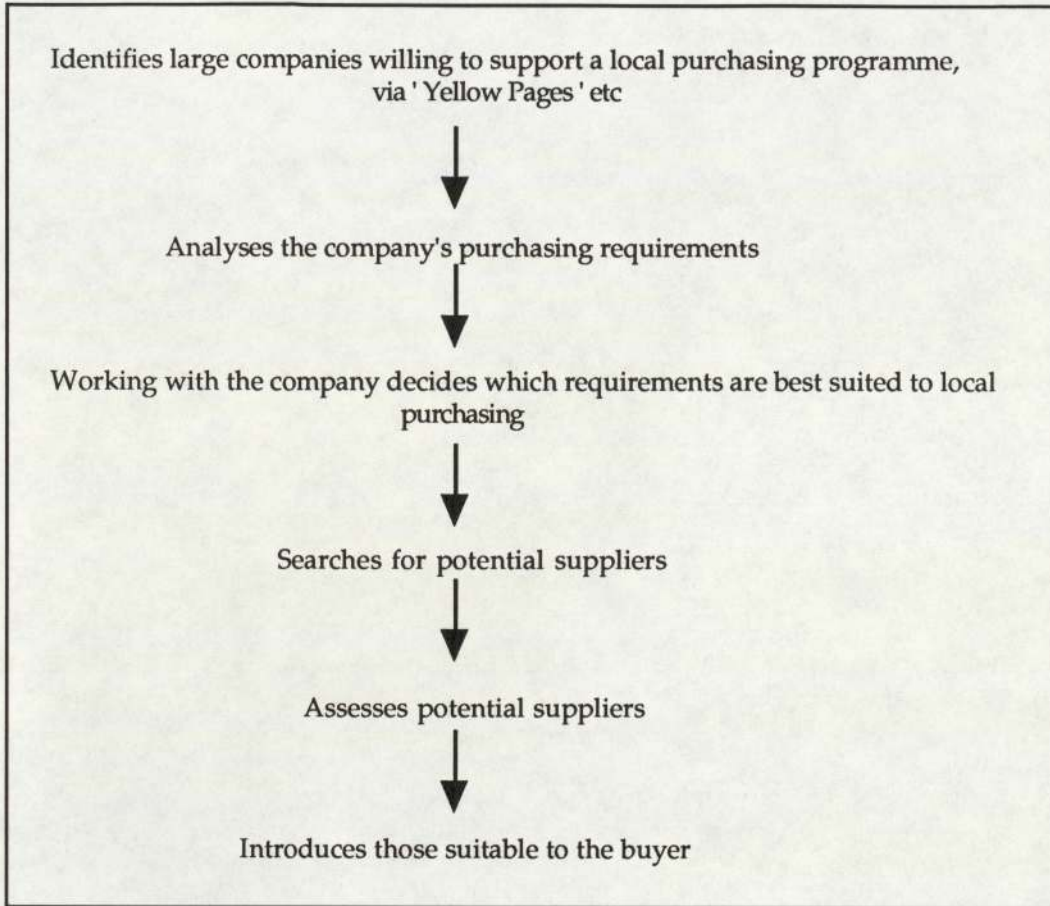 Identifies large companies willing to support a local purchasing programme,
via ' Yellow Pages ' etc
Analyses the company's purchasing requirements
Working with the company decides which requirements are best suited to local
purchasing
Searches for potential suppliers
Assesses potential suppliers
Introduces those suitable to the buyer